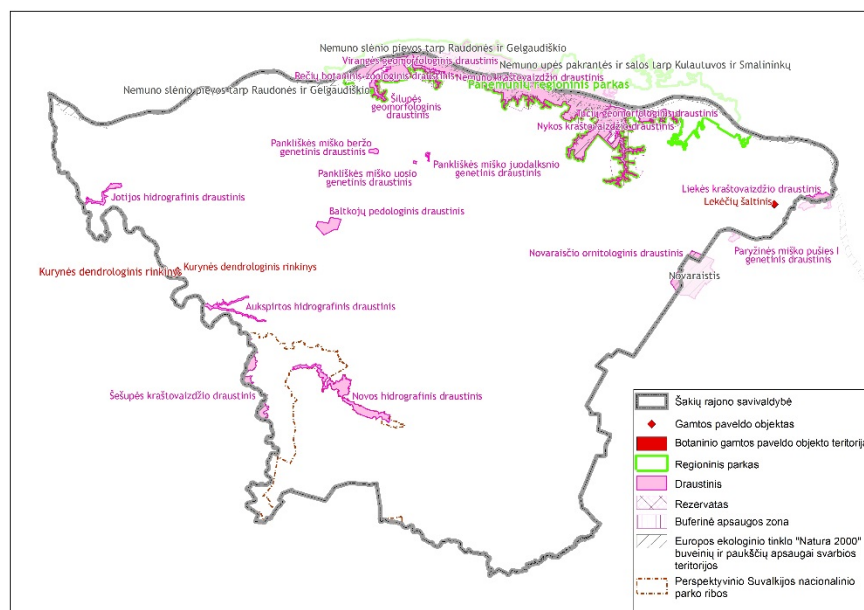 Nemuno slėnio pievos tarp Raudonės ir Gelgaudiškio
Virangės geomorfologinis draustinis
Nemuno upės pakrantė ir salos tarp Kulautuvos ir Smalininkų
botaninis-zoologinis draustinis
Nemuno kraštovaizdžio draustinis
Panemunių regioninis parkas
Nemuno slėnio pievos tarp Raudonės ir Gelgaudiškio
Šilupės
geomorfologinis
draustinis
geomorfologinis draustinis
Nykos kraštovaizdžio draustinis
Pankliškės miško beržo
genetinis draustinis
Pankliškės miško juodalksnio
genetinis draustinis
Pankliškės miško uosio
genetinis draustinis
Jotijos hidrografinis draustinis
Liekės kraštovaizdžio draustinis
Lekėčių šaltinis
Baltkojų pedologinis draustinis
Novaraisčio ornitologinis draustinis
Paryžinės miško pušies I
genetinis draustinis
Kurynės dendrologinis rinkinys
Kurynės dendrologinis rinkinys
Novaraistis
Aukspirtos hidrografinis draustinis
Šešupės kraštovaizdžio draustinis
Novos hidrografinis draustinis
Šakių rajono savivaldybė
Gamtos paveldo objektas
Botaninio gamtos paveldo objekto teritorija
Regioninis parkas
Draustinis
Rezervatas
Buferinė apsaugos zona
Europos ekologinio tinklo "Natura 2000"
buveinių ir paukščių apsaugai svarbios
teritorijos
Perspektyvinio Suvalkijos nacionalinio
parko ribos